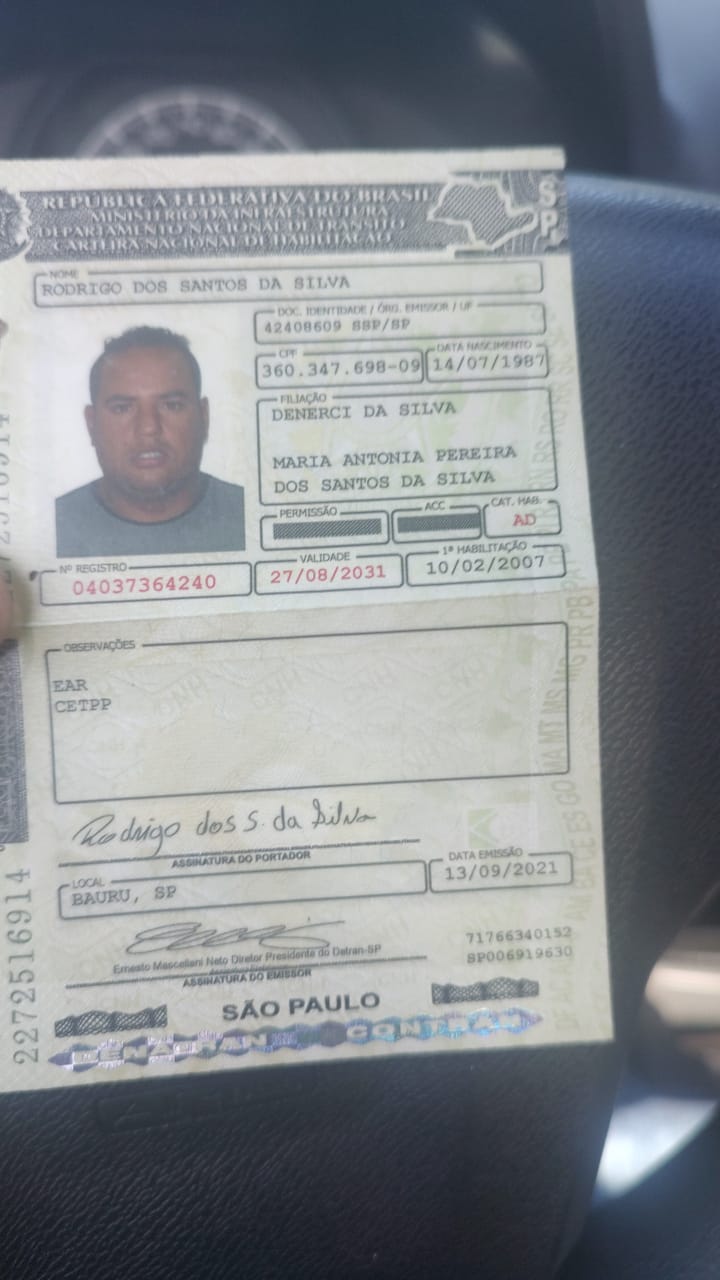 REPÚBLICA FEDERATIVA DO BRASIL
MINISTÉRIO DA INFRAESTRUTURA
DEPARTAMENTO NACIONAL DE TRÂNSITO
CARTEIRA NACIONAL DE HABILITAÇÃO
SP
NOME
RODRIGO DOS SANTOS DA SILVA
DOC. IDENTIDADE / ÓRG. EMISSOR / UF
42408609 SSP/SP
CPF
360.347.698-09
DATA NASCIMENTO
14/07/1987
FILIAÇÃO
DENERCI DA SILVA
MARIA ANTONIA PEREIRA
DOS SANTOS DA SILVA
PERMISSÃO
ACC
CAT. HAB.
AD
Nº REGISTRO
04037364240
VALIDADE
27/08/2031
1ª HABILITAÇÃO
10/02/2007
OBSERVAÇÕES
EAR
CETPP
Rodrigo dos S. da Silva
ASSINATURA DO PORTADOR
LOCAL
BAURU, SP
DATA EMISSÃO
13/09/2021
Ernesto Mascellani Neto Diretor Presidente do Detran-SP
ASSINATURA DO EMISSOR
71766340152
SP006919630
SÃO PAULO
DENATRAN CONTRAN
2272516914